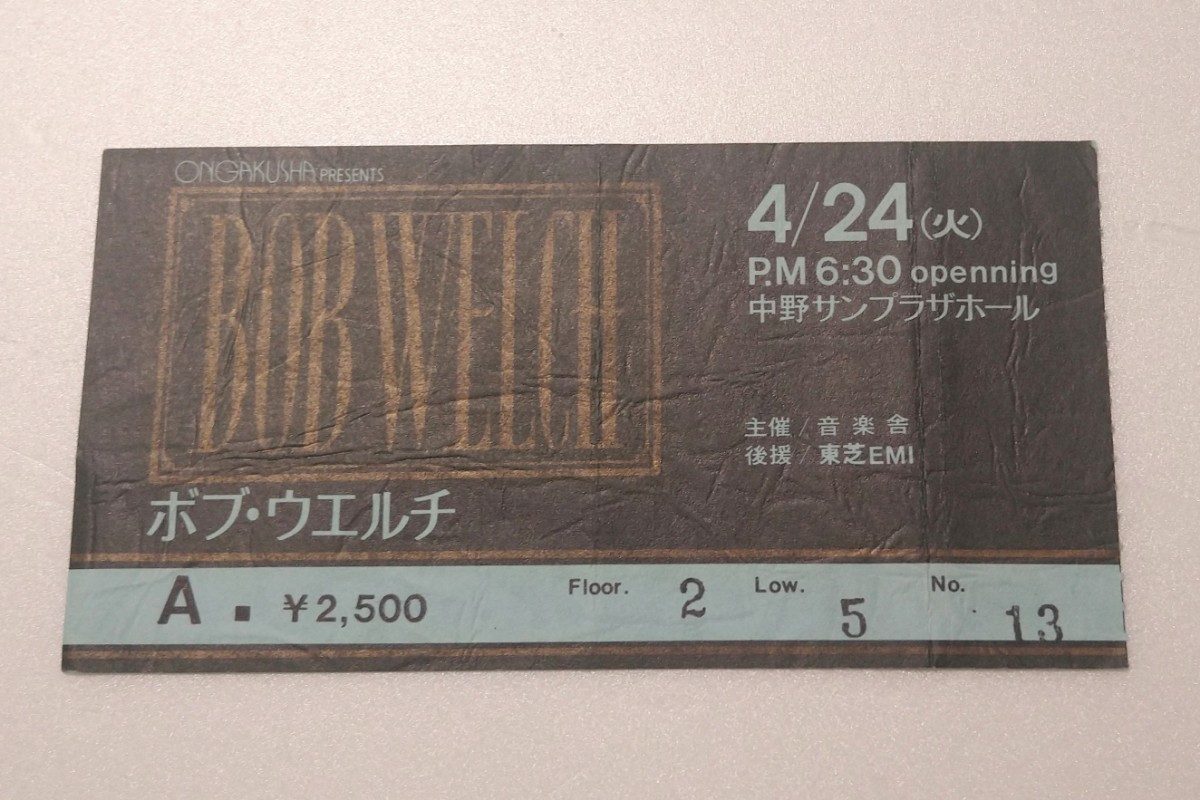 ONGAKUSHA PRESENTS
BOB WELCH
ボブ・ウエルチ
4/24(火)
P.M 6:30 openning
中野サンプラザホール
主催/音楽舎
後援/東芝EMI
A. ¥2,500 Floor. 2 Low. 5 No. 13